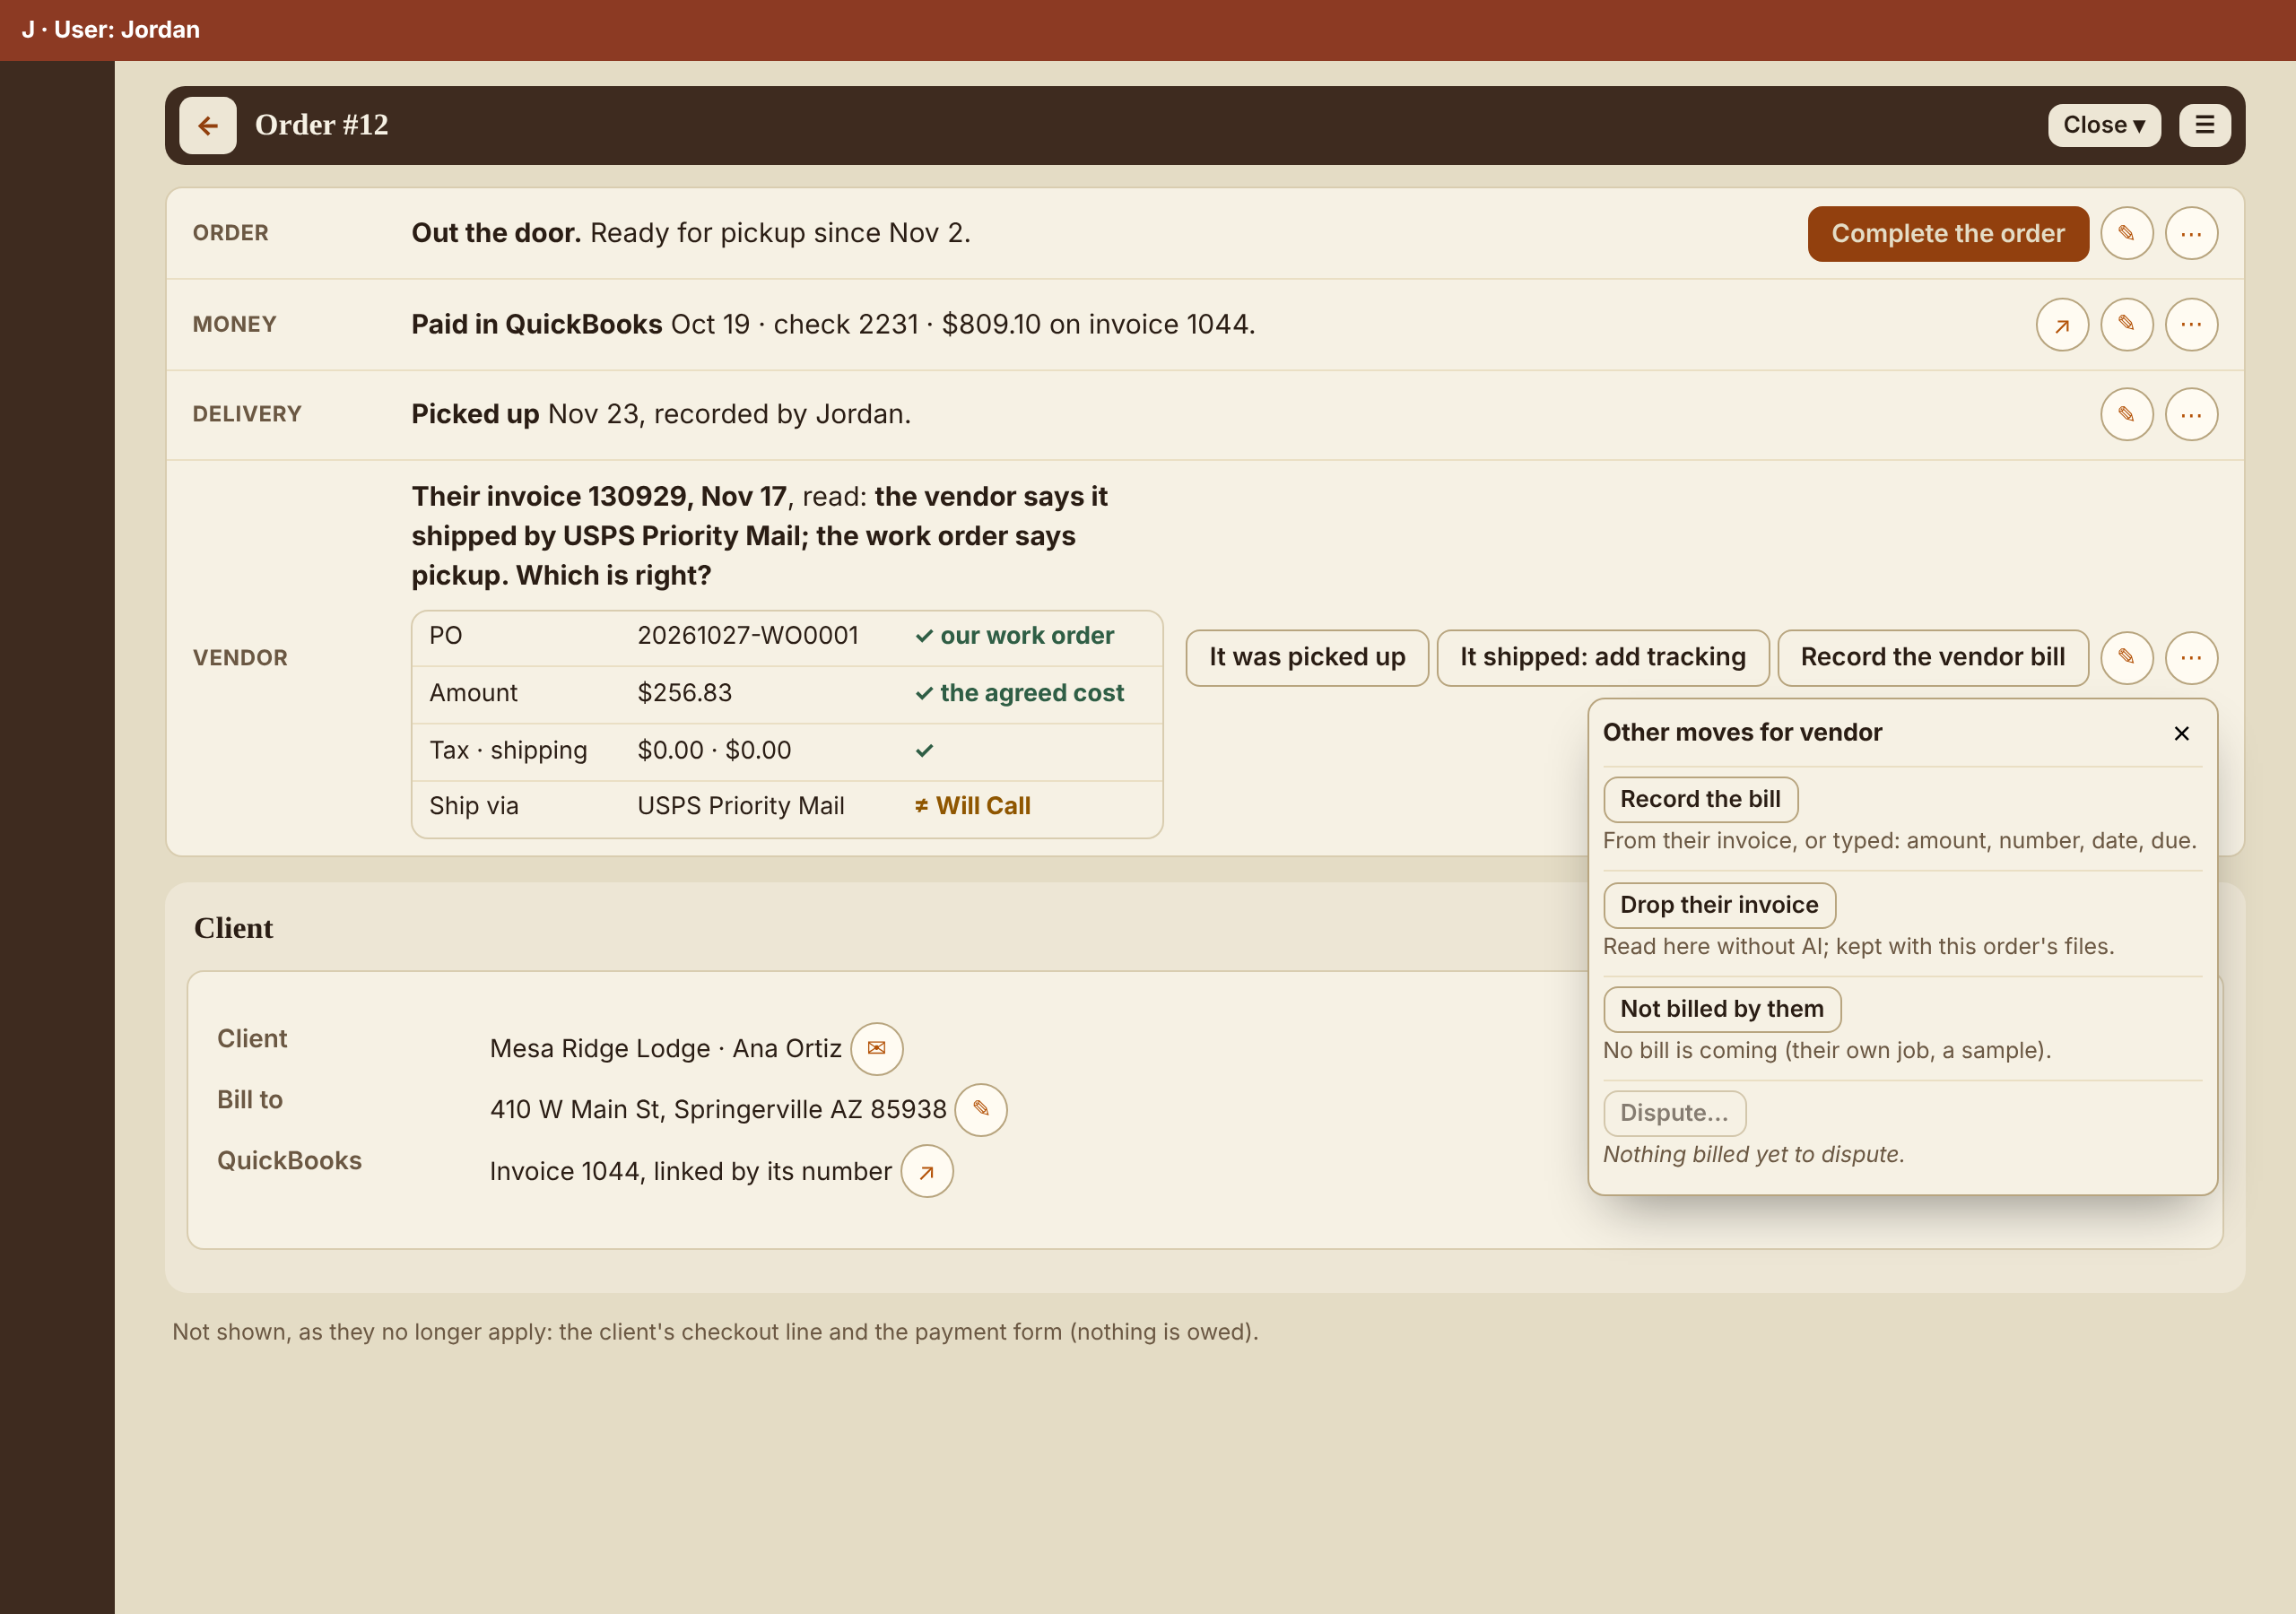 J · User: Jordan
← Order #12
Close ▾ ☰
ORDER
Out the door. Ready for pickup since Nov 2.
Complete the order ✎ ⋯
MONEY
Paid in QuickBooks Oct 19 · check 2231 · $809.10 on invoice 1044.
↗ ✎ ⋯
DELIVERY
Picked up Nov 23, recorded by Jordan.
✎ ⋯
VENDOR
Their invoice 130929, Nov 17, read: the vendor says it
shipped by USPS Priority Mail; the work order says
pickup. Which is right?
PO 20261027-WO0001 ✓ our work order
Amount $256.83 ✓ the agreed cost
Tax · shipping $0.00 · $0.00 ✓
Ship via USPS Priority Mail ≠ Will Call
It was picked up
It shipped: add tracking
Record the vendor bill
✎ ⋯
Other moves for vendor ✕
Record the bill
From their invoice, or typed: amount, number, date, due.
Drop their invoice
Read here without AI; kept with this order's files.
Not billed by them
No bill is coming (their own job, a sample).
Dispute...
Nothing billed yet to dispute.
Client
Client
Mesa Ridge Lodge · Ana Ortiz ✉
Bill to
410 W Main St, Springerville AZ 85938 ✎
QuickBooks
Invoice 1044, linked by its number ↗
Not shown, as they no longer apply: the client's checkout line and the payment form (nothing is owed).